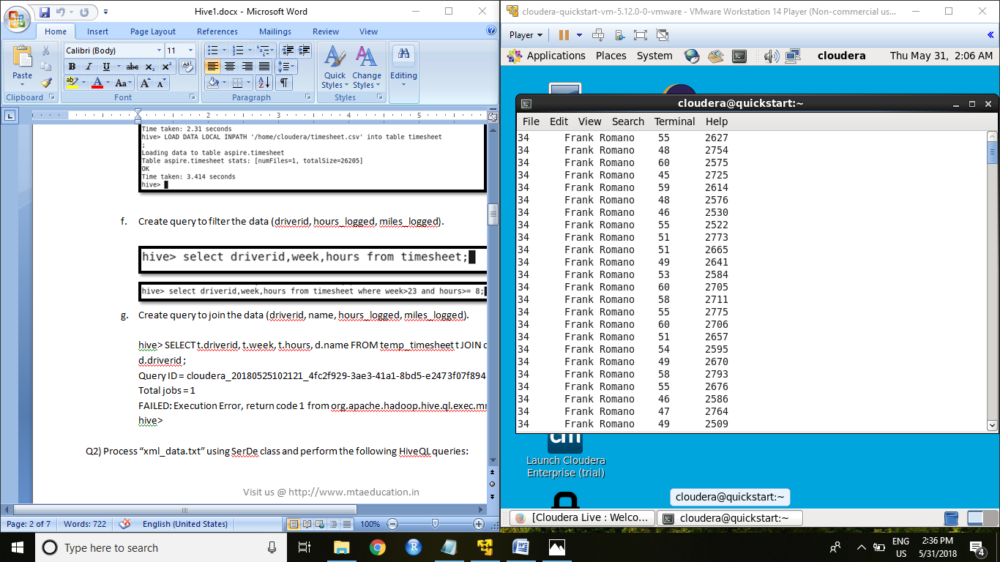 Hive1.docx - Microsoft Word
Home Insert Page Layout References Mailings Review View
Paste
Clipboard
Calibri (Body) 11
Font
Paragraph
Quick Styles
Change Styles
Styles
Editing
2 3 4 5
Time taken: 2.31 seconds
hive> LOAD DATA LOCAL INPATH '/home/cloudera/timesheet.csv' into table timesheet
;
Loading data to table aspire.timesheet
Table aspire.timesheet stats: [numFiles=1, totalSize=26205]
OK
Time taken: 3.414 seconds
hive>
f. Create query to filter the data (driverid, hours_logged, miles_logged).
hive> select driverid,week,hours from timesheet;
hive> select driverid,week,hours from timesheet where week>23 and hours>= 8;
g. Create query to join the data (driverid, name, hours_logged, miles_logged).
hive> SELECT t.driverid, t.week, t.hours, d.name FROM temp_timesheet t JOIN
d.driverid ;
Query ID = cloudera_20180525102121_4fc2f929-3ae3-41a1-8bd5-e2473f07f894
Total jobs = 1
FAILED: Execution Error, return code 1 from org.apache.hadoop.hive.ql.exec.mr
hive>
Q2) Process “xml_data.txt” using SerDe class and perform the following HiveQL queries:
Visit us @ http://www.mtaeducation.in
Page: 2 of 7 Words: 722 English (United States) 100%
cloudera-quickstart-vm-5.12.0-0-vmware - VMware Workstation 14 Player (Non-commercial us...
Player
Applications Places System cloudera Thu May 31, 2:06 AM
cloudera@quickstart:~
File Edit View Search Terminal Help
34 Frank Romano 55 2627
34 Frank Romano 48 2754
34 Frank Romano 60 2575
34 Frank Romano 45 2725
34 Frank Romano 59 2614
34 Frank Romano 48 2576
34 Frank Romano 46 2530
34 Frank Romano 55 2522
34 Frank Romano 51 2773
34 Frank Romano 51 2665
34 Frank Romano 49 2641
34 Frank Romano 53 2584
34 Frank Romano 60 2705
34 Frank Romano 58 2711
34 Frank Romano 55 2775
34 Frank Romano 60 2706
34 Frank Romano 51 2657
34 Frank Romano 54 2595
34 Frank Romano 49 2670
34 Frank Romano 58 2793
34 Frank Romano 55 2676
34 Frank Romano 46 2586
34 Frank Romano 47 2764
34 Frank Romano 49 2509
cm
Launch Cloudera
Enterprise (trial)
cloudera@quickstart:~
[Cloudera Live : Welco... cloudera@quickstart:~
Type here to search
ENG
US
2:36 PM
5/31/2018
4